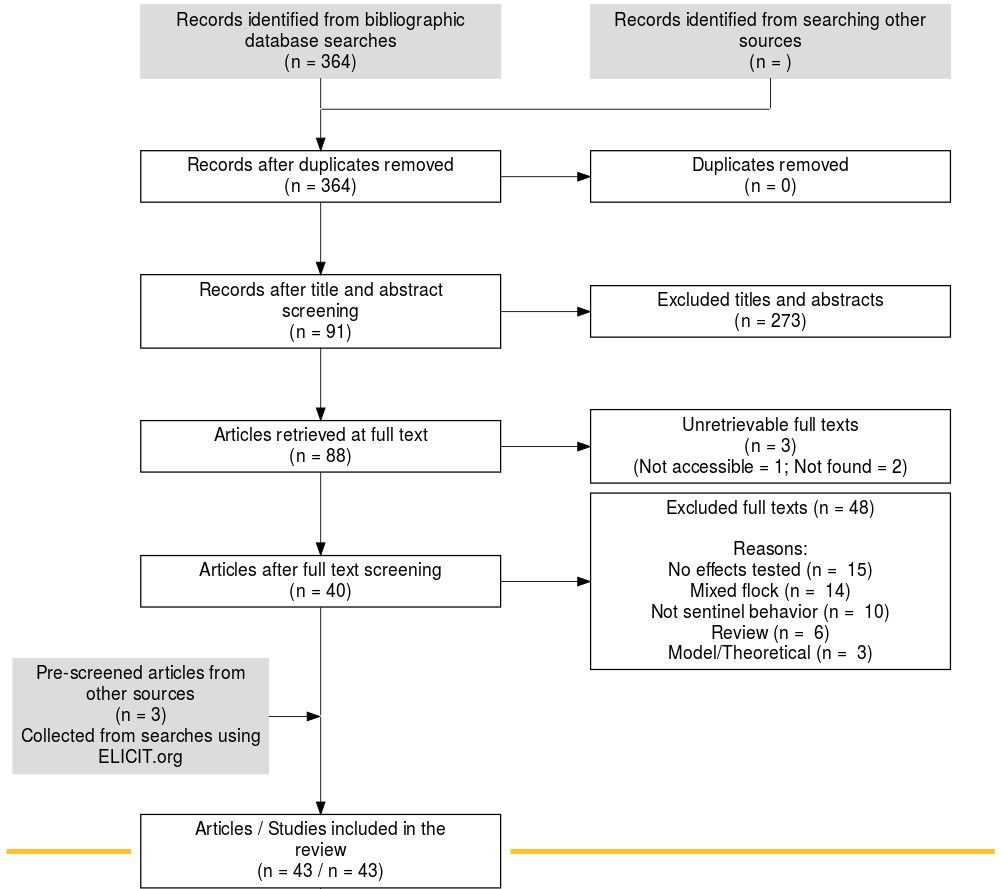 Records identified from bibliographic
database searches
(n = 364)
Records identified from searching other
sources
(n = )
Records after duplicates removed
(n = 364)
Duplicates removed
(n = 0)
Records after title and abstract
screening
(n = 91)
Excluded titles and abstracts
(n = 273)
Articles retrieved at full text
(n = 88)
Unretrievable full texts
(n = 3)
(Not accessible = 1; Not found = 2)
Articles after full text screening
(n = 40)
Excluded full texts (n = 48)
Reasons:
No effects tested (n = 15)
Mixed flock (n = 14)
Not sentinel behavior (n = 10)
Review (n = 6)
Model/Theoretical (n = 3)
Pre-screened articles from
other sources
(n = 3)
Collected from searches using
ELICIT.org
Articles / Studies included in the
review
(n = 43 / n = 43)